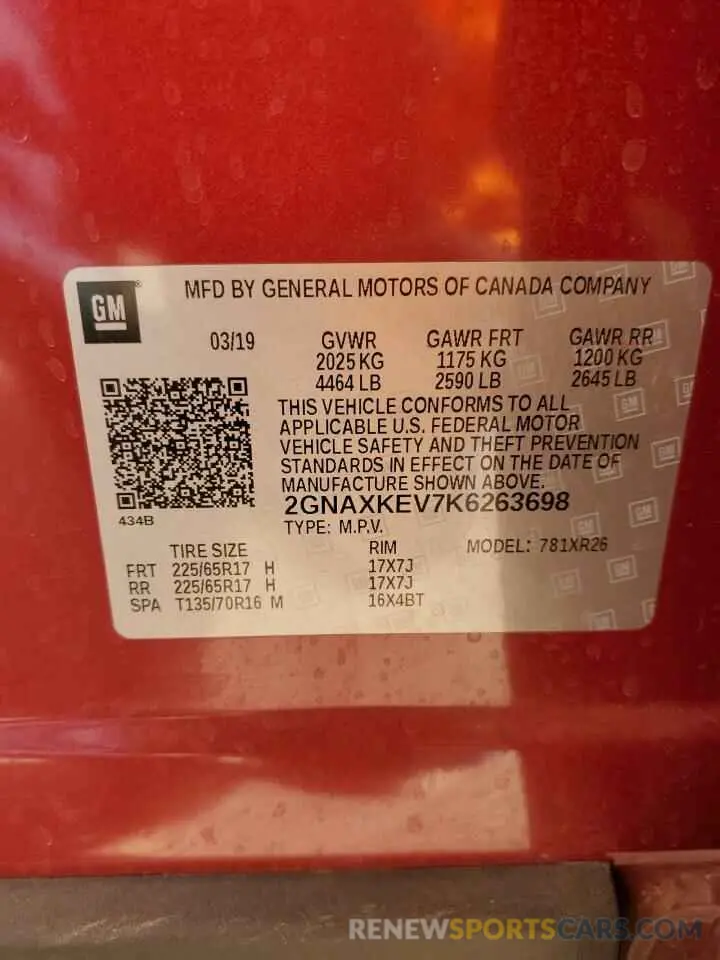 GM
MFD BY GENERAL MOTORS OF CANADA COMPANY
03/19 GVWR GAWR FRT GAWR RR
2025 KG 1175 KG 1200 KG
4464 LB 2590 LB 2645 LB
THIS VEHICLE CONFORMS TO ALL
APPLICABLE U.S. FEDERAL MOTOR
VEHICLE SAFETY AND THEFT PREVENTION
STANDARDS IN EFFECT ON THE DATE OF
MANUFACTURE SHOWN ABOVE.
2GNAXKEV7K6263698
434B
TYPE: M.P.V.
TIRE SIZE RIM MODEL: 781XR26
FRT 225/65R17 H 17X7J
RR 225/65R17 H 17X7J
SPA T135/70R16 M 16X4BT
RENEWSPORTSCARS.COM